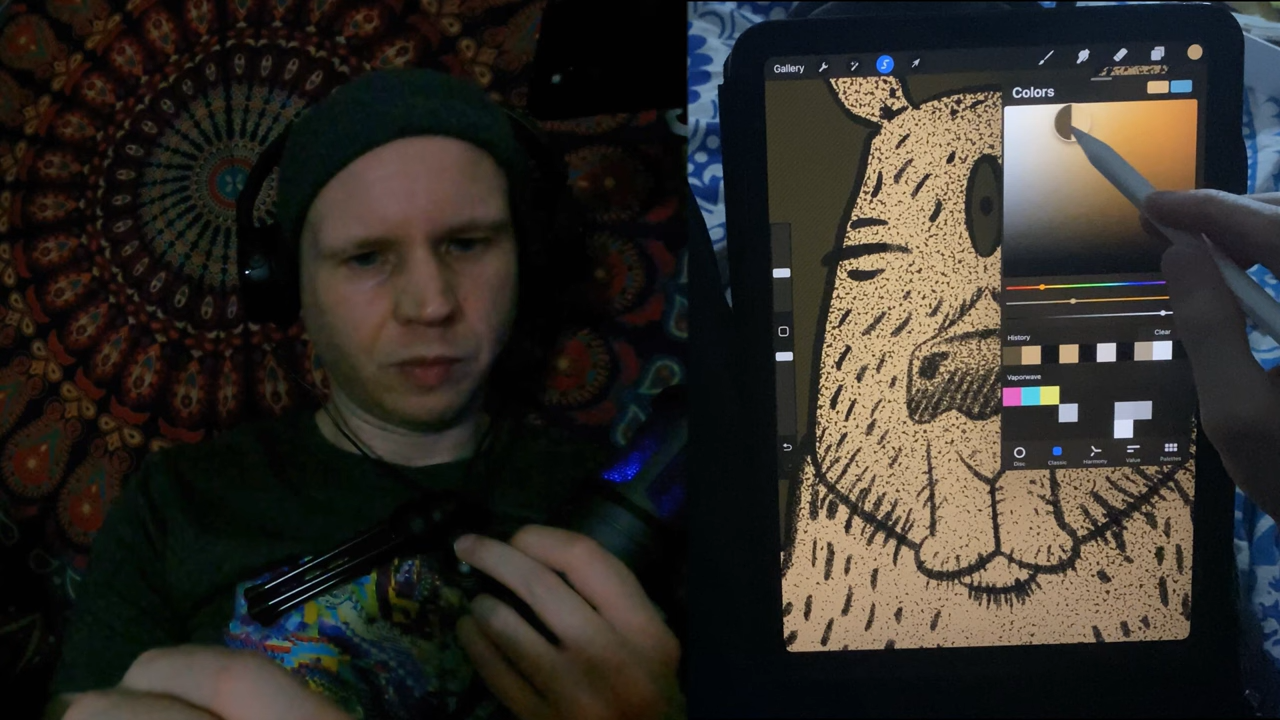 Gallery
Colors
History
Clear
Vaporwave
Disc
Classic
Harmony
Value
Palettes